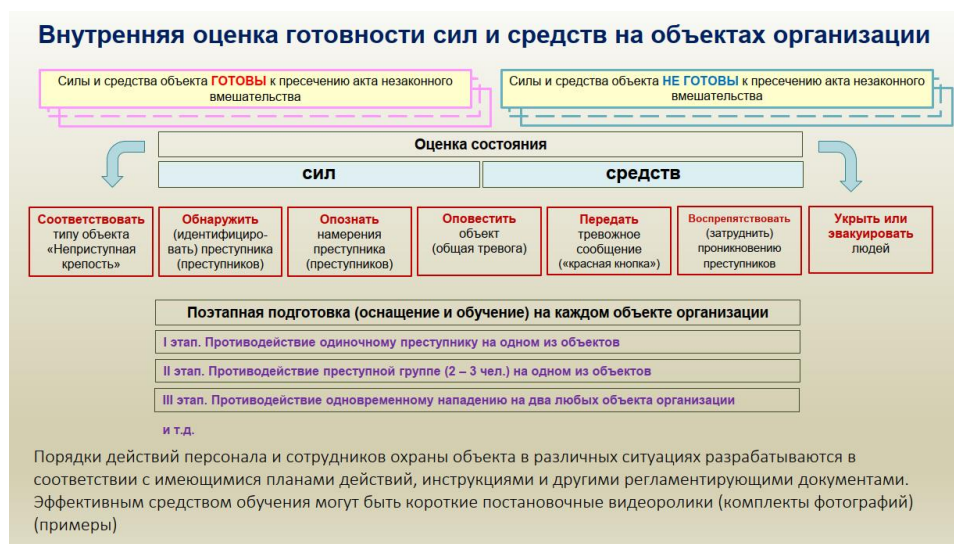 Внутренняя оценка готовности сил и средств на объектах организации
Силы и средства объекта ГОТОВЫ к пресечению акта незаконного
вмешательства
Силы и средства объекта НЕ ГОТОВЫ к пресечению акта незаконного
вмешательства
Оценка состояния
сил
средств
Соответствовать
типу объекта
«Неприступная
крепость»
Обнаружить
(идентифициро-
вать) преступника
(преступников)
Опознать
намерения
преступника
(преступников)
Оповестить
объект
(общая тревога)
Передать
тревожное
сообщение
(«красная кнопка»)
Воспрепятствовать
(затруднить)
проникновению
преступников
Укрыть или
эвакуировать
людей
Поэтапная подготовка (оснащение и обучение) на каждом объекте организации
I этап. Противодействие одиночному преступнику на одном из объектов
II этап. Противодействие преступной группе (2 – 3 чел.) на одном из объектов
III этап. Противодействие одновременному нападению на два любых объекта организации
и т.д.
Порядки действий персонала и сотрудников охраны объекта в различных ситуациях разрабатываются в
соответствии с имеющимися планами действий, инструкциями и другими регламентирующими документами.
Эффективным средством обучения могут быть короткие постановочные видеоролики (комплекты фотографий)
(примеры)